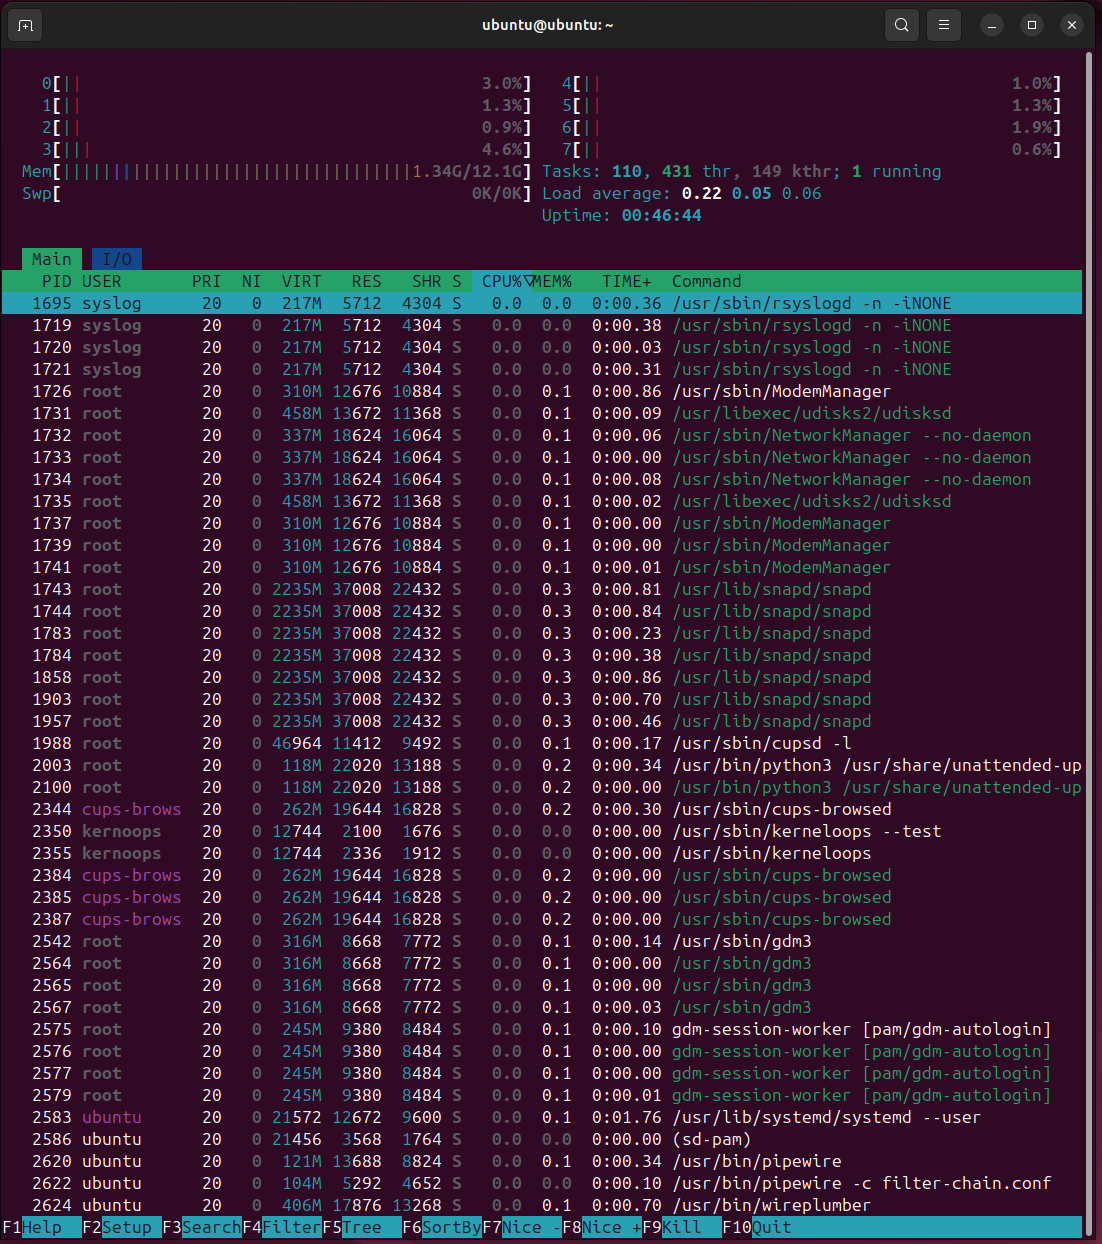 ubuntu@ubuntu: ~
0[|| 3.0%] 4[|| 1.0%]
1[|| 1.3%] 5[|| 1.3%]
2[|| 0.9%] 6[|| 1.9%]
3[||| 4.6%] 7[|| 0.6%]
Mem[|||||||||||||||||||||||||||||||||||1.34G/12.1G] Tasks: 110, 431 thr, 149 kthr; 1 running
Swp[ 0K/0K] Load average: 0.22 0.05 0.06
Uptime: 00:46:44
Main I/O
PID USER PRI NI VIRT RES SHR S CPU%▽MEM% TIME+ Command
1695 syslog 20 0 217M 5712 4304 S 0.0 0.0 0:00.36 /usr/sbin/rsyslogd -n -iNONE
1719 syslog 20 0 217M 5712 4304 S 0.0 0.0 0:00.38 /usr/sbin/rsyslogd -n -iNONE
1720 syslog 20 0 217M 5712 4304 S 0.0 0.0 0:00.03 /usr/sbin/rsyslogd -n -iNONE
1721 syslog 20 0 217M 5712 4304 S 0.0 0.0 0:00.31 /usr/sbin/rsyslogd -n -iNONE
1726 root 20 0 310M 12676 10884 S 0.0 0.1 0:00.86 /usr/sbin/ModemManager
1731 root 20 0 458M 13672 11368 S 0.0 0.1 0:00.09 /usr/libexec/udisks2/udisksd
1732 root 20 0 337M 18624 16064 S 0.0 0.1 0:00.06 /usr/sbin/NetworkManager --no-daemon
1733 root 20 0 337M 18624 16064 S 0.0 0.1 0:00.00 /usr/sbin/NetworkManager --no-daemon
1734 root 20 0 337M 18624 16064 S 0.0 0.1 0:00.08 /usr/sbin/NetworkManager --no-daemon
1735 root 20 0 458M 13672 11368 S 0.0 0.1 0:00.02 /usr/libexec/udisks2/udisksd
1737 root 20 0 310M 12676 10884 S 0.0 0.1 0:00.00 /usr/sbin/ModemManager
1739 root 20 0 310M 12676 10884 S 0.0 0.1 0:00.00 /usr/sbin/ModemManager
1741 root 20 0 310M 12676 10884 S 0.0 0.1 0:00.01 /usr/sbin/ModemManager
1743 root 20 0 2235M 37008 22432 S 0.0 0.3 0:00.81 /usr/lib/snapd/snapd
1744 root 20 0 2235M 37008 22432 S 0.0 0.3 0:00.84 /usr/lib/snapd/snapd
1783 root 20 0 2235M 37008 22432 S 0.0 0.3 0:00.23 /usr/lib/snapd/snapd
1784 root 20 0 2235M 37008 22432 S 0.0 0.3 0:00.38 /usr/lib/snapd/snapd
1858 root 20 0 2235M 37008 22432 S 0.0 0.3 0:00.86 /usr/lib/snapd/snapd
1903 root 20 0 2235M 37008 22432 S 0.0 0.3 0:00.70 /usr/lib/snapd/snapd
1957 root 20 0 2235M 37008 22432 S 0.0 0.3 0:00.46 /usr/lib/snapd/snapd
1988 root 20 0 46964 11412 9492 S 0.0 0.1 0:00.17 /usr/sbin/cupsd -l
2003 root 20 0 118M 22020 13188 S 0.0 0.2 0:00.34 /usr/bin/python3 /usr/share/unattended-up
2100 root 20 0 118M 22020 13188 S 0.0 0.2 0:00.00 /usr/bin/python3 /usr/share/unattended-up
2344 cups-brows 20 0 262M 19644 16828 S 0.0 0.2 0:00.30 /usr/sbin/cups-browsed
2350 kernoops 20 0 12744 2100 1676 S 0.0 0.0 0:00.00 /usr/sbin/kerneloops --test
2355 kernoops 20 0 12744 2336 1912 S 0.0 0.0 0:00.00 /usr/sbin/kerneloops
2384 cups-brows 20 0 262M 19644 16828 S 0.0 0.2 0:00.00 /usr/sbin/cups-browsed
2385 cups-brows 20 0 262M 19644 16828 S 0.0 0.2 0:00.00 /usr/sbin/cups-browsed
2387 cups-brows 20 0 262M 19644 16828 S 0.0 0.2 0:00.00 /usr/sbin/cups-browsed
2542 root 20 0 316M 8668 7772 S 0.0 0.1 0:00.14 /usr/sbin/gdm3
2564 root 20 0 316M 8668 7772 S 0.0 0.1 0:00.00 /usr/sbin/gdm3
2565 root 20 0 316M 8668 7772 S 0.0 0.1 0:00.00 /usr/sbin/gdm3
2567 root 20 0 316M 8668 7772 S 0.0 0.1 0:00.03 /usr/sbin/gdm3
2575 root 20 0 245M 9380 8484 S 0.0 0.1 0:00.10 gdm-session-worker [pam/gdm-autologin]
2576 root 20 0 245M 9380 8484 S 0.0 0.1 0:00.00 gdm-session-worker [pam/gdm-autologin]
2577 root 20 0 245M 9380 8484 S 0.0 0.1 0:00.00 gdm-session-worker [pam/gdm-autologin]
2579 root 20 0 245M 9380 8484 S 0.0 0.1 0:00.01 gdm-session-worker [pam/gdm-autologin]
2583 ubuntu 20 0 21572 12672 9600 S 0.0 0.1 0:01.76 /usr/lib/systemd/systemd --user
2586 ubuntu 20 0 21456 3568 1764 S 0.0 0.0 0:00.00 (sd-pam)
2620 ubuntu 20 0 121M 13688 8824 S 0.0 0.1 0:00.34 /usr/bin/pipewire
2622 ubuntu 20 0 104M 5292 4652 S 0.0 0.0 0:00.10 /usr/bin/pipewire -c filter-chain.conf
2624 ubuntu 20 0 406M 17876 13268 S 0.0 0.1 0:00.70 /usr/bin/wireplumber
F1Help F2Setup F3SearchF4FilterF5Tree F6SortByF7Nice -F8Nice +F9Kill F10Quit